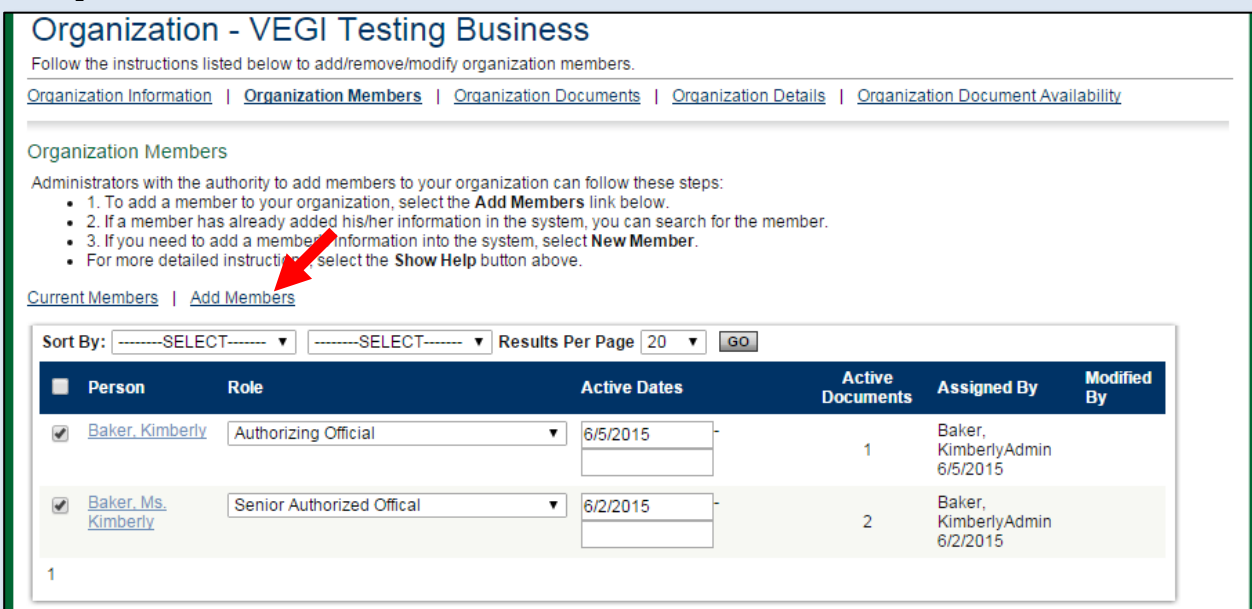 Organization - VEGI Testing Business
Follow the instructions listed below to add/remove/modify organization members.
Organization Information | Organization Members | Organization Documents | Organization Details | Organization Document Availability
Organization Members
Administrators with the authority to add members to your organization can follow these steps:
• 1. To add a member to your organization, select the Add Members link below.
• 2. If a member has already added his/her information in the system, you can search for the member.
• 3. If you need to add a member information into the system, select New Member.
• For more detailed instructions, select the Show Help button above.
Current Members | Add Members
Sort By: --------SELECT------- ▼ --------SELECT------- ▼ Results Per Page 20 ▼ GO
Person Role Active Dates Active Documents Assigned By Modified By
Baker, Kimberly Authorizing Official ▼ 6/5/2015 - 1 Baker, KimberlyAdmin 6/5/2015
Baker, Ms. Kimberly Senior Authorized Offical ▼ 6/2/2015 - 2 Baker, KimberlyAdmin 6/2/2015
1